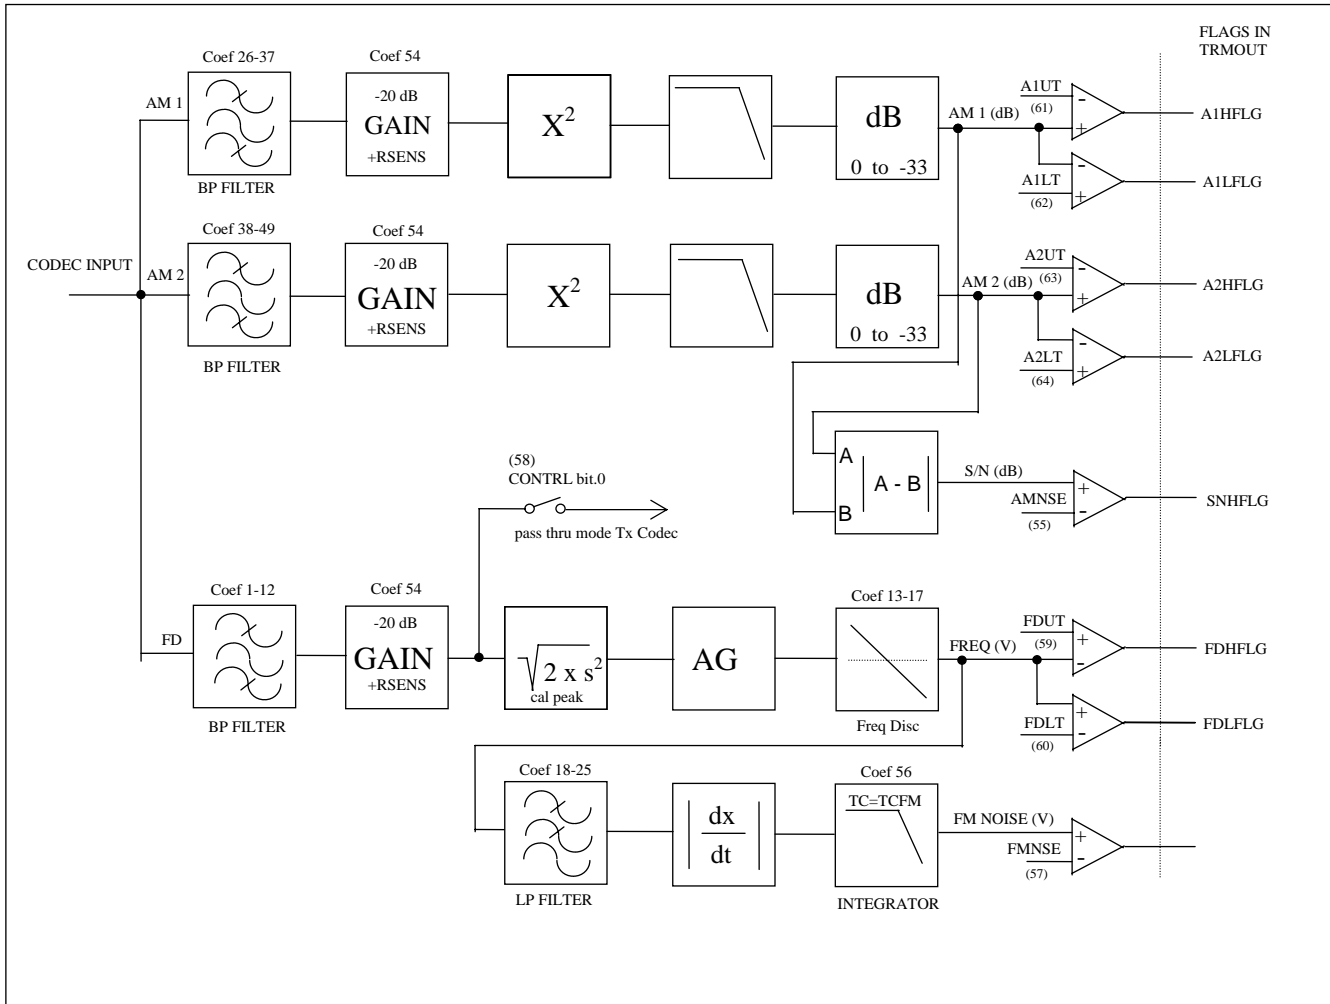 FLAGS IN
TRMOUT
Coef 26-37
Coef 54
AM 1
-20 dB
GAIN
+RSENS
X²
dB
0 to -33
AM 1 (dB)
A1UT
(61)
-
+
A1HFLG
BP FILTER
A1LT
(62)
-
+
A1LFLG
Coef 38-49
Coef 54
CODEC INPUT
AM 2
-20 dB
GAIN
+RSENS
X²
dB
0 to -33
AM 2 (dB)
A2UT
(63)
-
+
A2HFLG
BP FILTER
A2LT
(64)
-
+
A2LFLG
(58)
CONTRL bit.0
pass thru mode Tx Codec
A
B
| A - B |
S/N (dB)
AMNSE
(55)
+
-
SNHFLG
Coef 1-12
Coef 54
Coef 13-17
FD
-20 dB
GAIN
+RSENS
√2 x s²
cal peak
AG
FREQ (V)
FDUT
(59)
+
-
FDHFLG
BP FILTER
Freq Disc
FDLT
(60)
+
-
FDLFLG
Coef 18-25
Coef 56
dx
dt
TC=TCFM
FM NOISE (V)
FMNSE
(57)
+
-
LP FILTER
INTEGRATOR